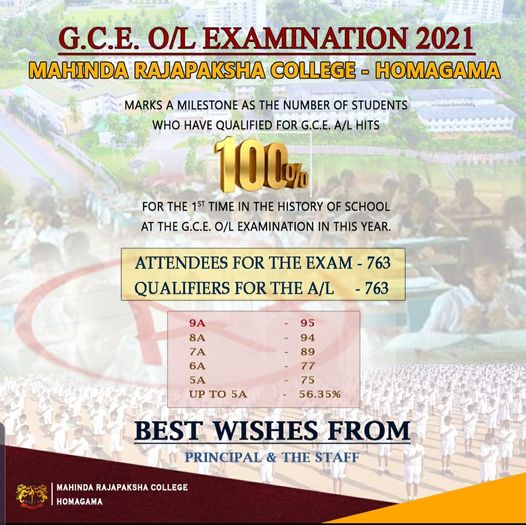 G.C.E. O/L EXAMINATION 2021
MAHINDA RAJAPAKSHA COLLEGE - HOMAGAMA
MARKS A MILESTONE AS THE NUMBER OF STUDENTS
WHO HAVE QUALIFIED FOR G.C.E. A/L HITS
100%
FOR THE 1ST TIME IN THE HISTORY OF SCHOOL
AT THE G.C.E. O/L EXAMINATION IN THIS YEAR.
ATTENDEES FOR THE EXAM - 763
QUALIFIERS FOR THE A/L - 763
9A - 95
8A - 94
7A - 89
6A - 77
5A - 75
UP TO 5A - 56.35%
BEST WISHES FROM
PRINCIPAL & THE STAFF
MAHINDA RAJAPAKSHA COLLEGE
HOMAGAMA